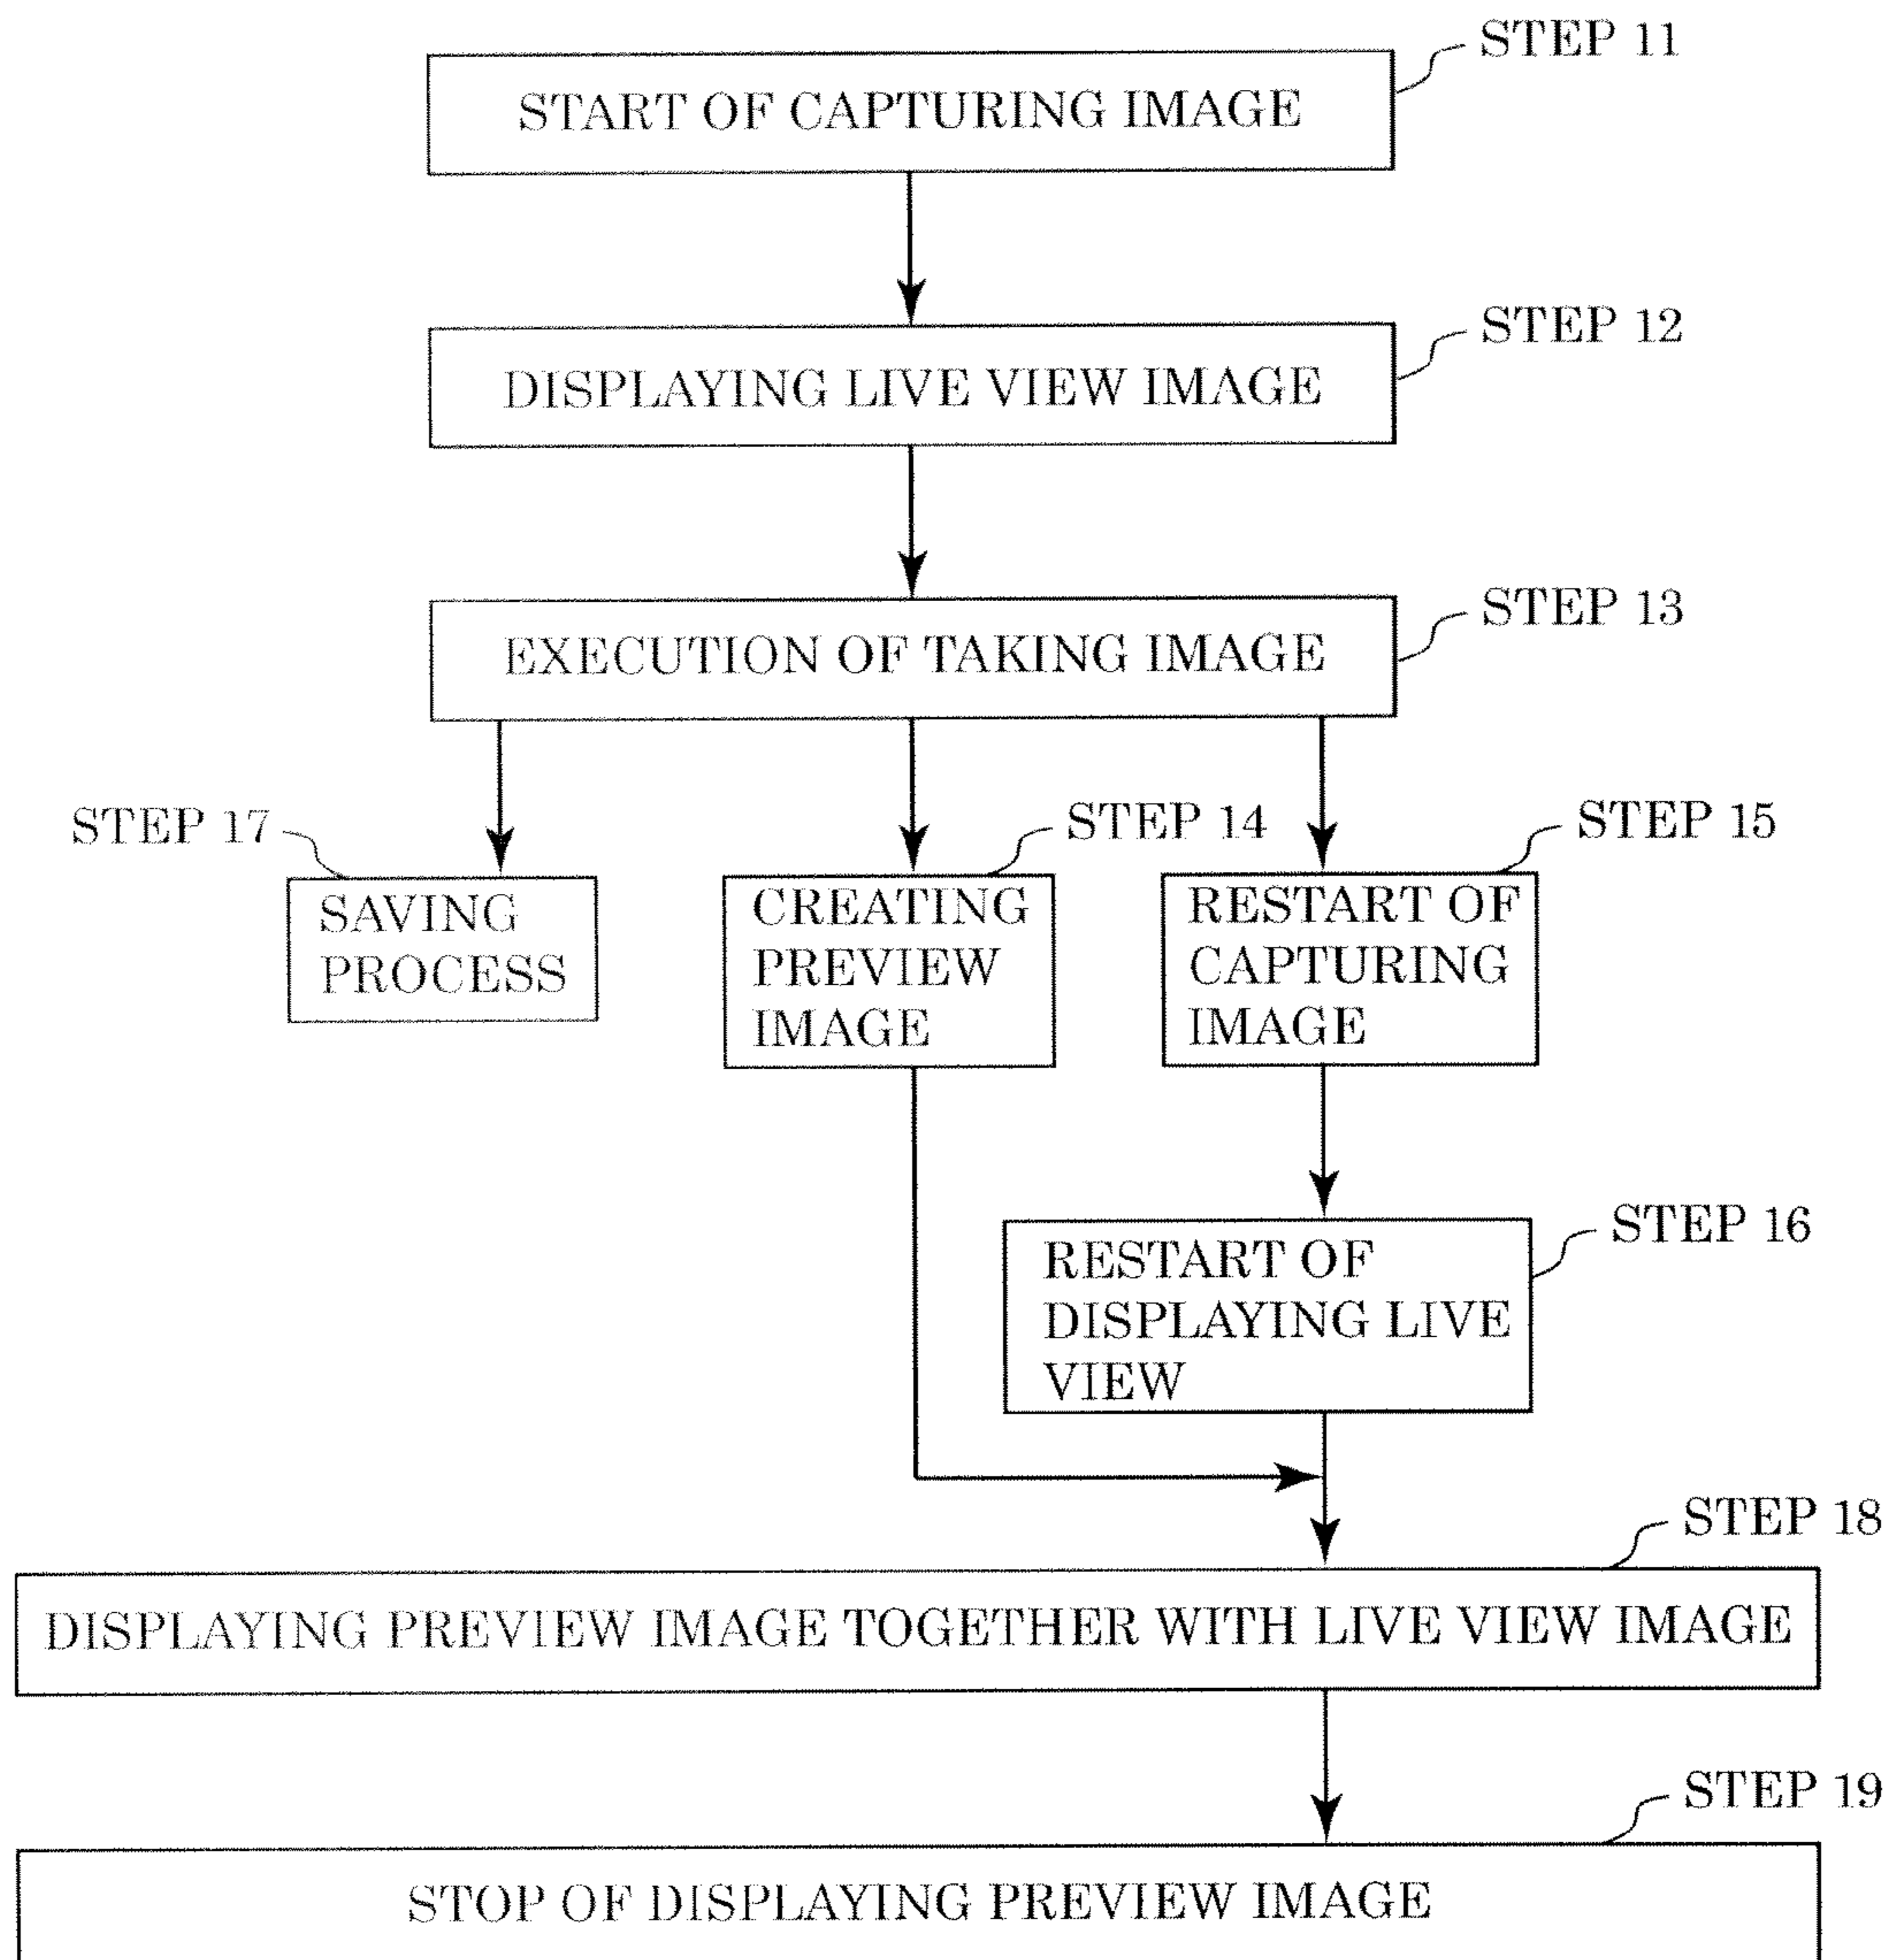 STEP 11
START OF CAPTURING IMAGE
STEP 12
DISPLAYING LIVE VIEW IMAGE
STEP 13
EXECUTION OF TAKING IMAGE
STEP 17
SAVING
PROCESS
STEP 14
CREATING
PREVIEW
IMAGE
STEP 15
RESTART OF
CAPTURING
IMAGE
STEP 16
RESTART OF
DISPLAYING LIVE
VIEW
STEP 18
DISPLAYING PREVIEW IMAGE TOGETHER WITH LIVE VIEW IMAGE
STEP 19
STOP OF DISPLAYING PREVIEW IMAGE